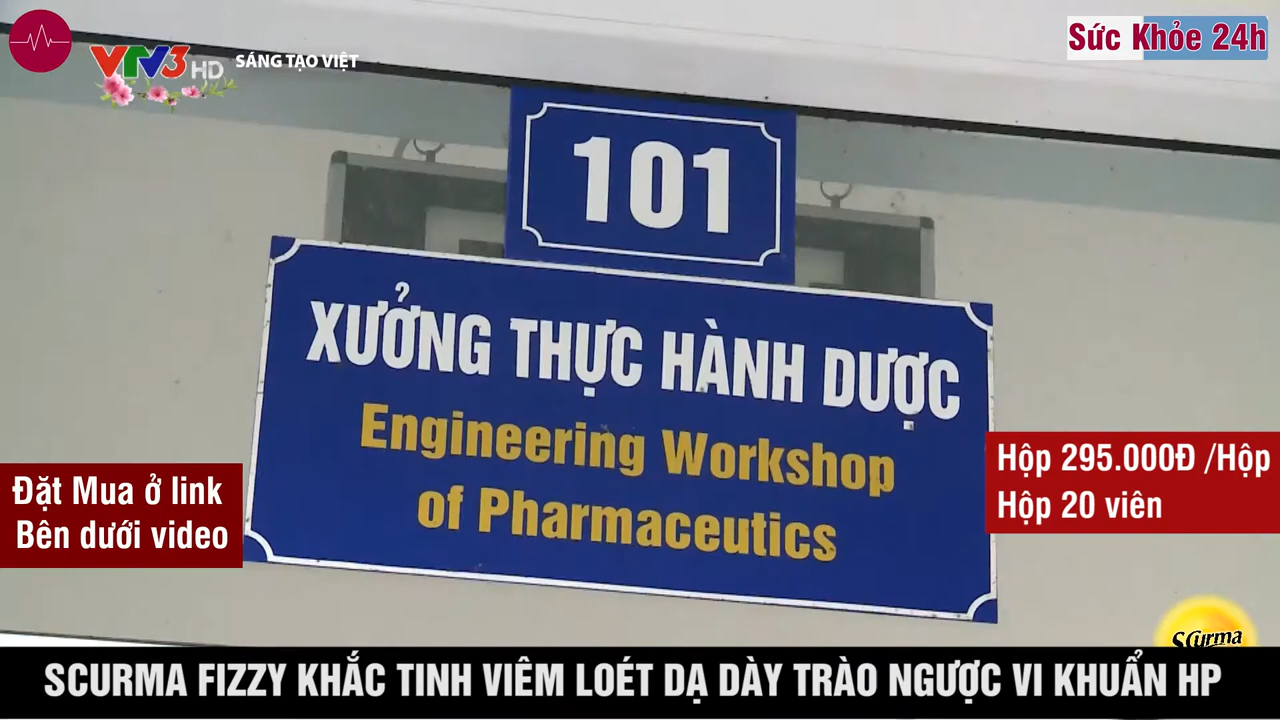 VTV3 HD
SÁNG TẠO VIỆT
Sức Khỏe 24h
101
XƯỞNG THỰC HÀNH DƯỢC
Engineering Workshop
of Pharmaceutics
Đặt Mua ở link
Bên dưới video
Hộp 295.000Đ /Hộp
Hộp 20 viên
Scurma
SCURMA FIZZY KHẮC TINH VIÊM LOÉT DẠ DÀY TRÀO NGƯỢC VI KHUẨN HP